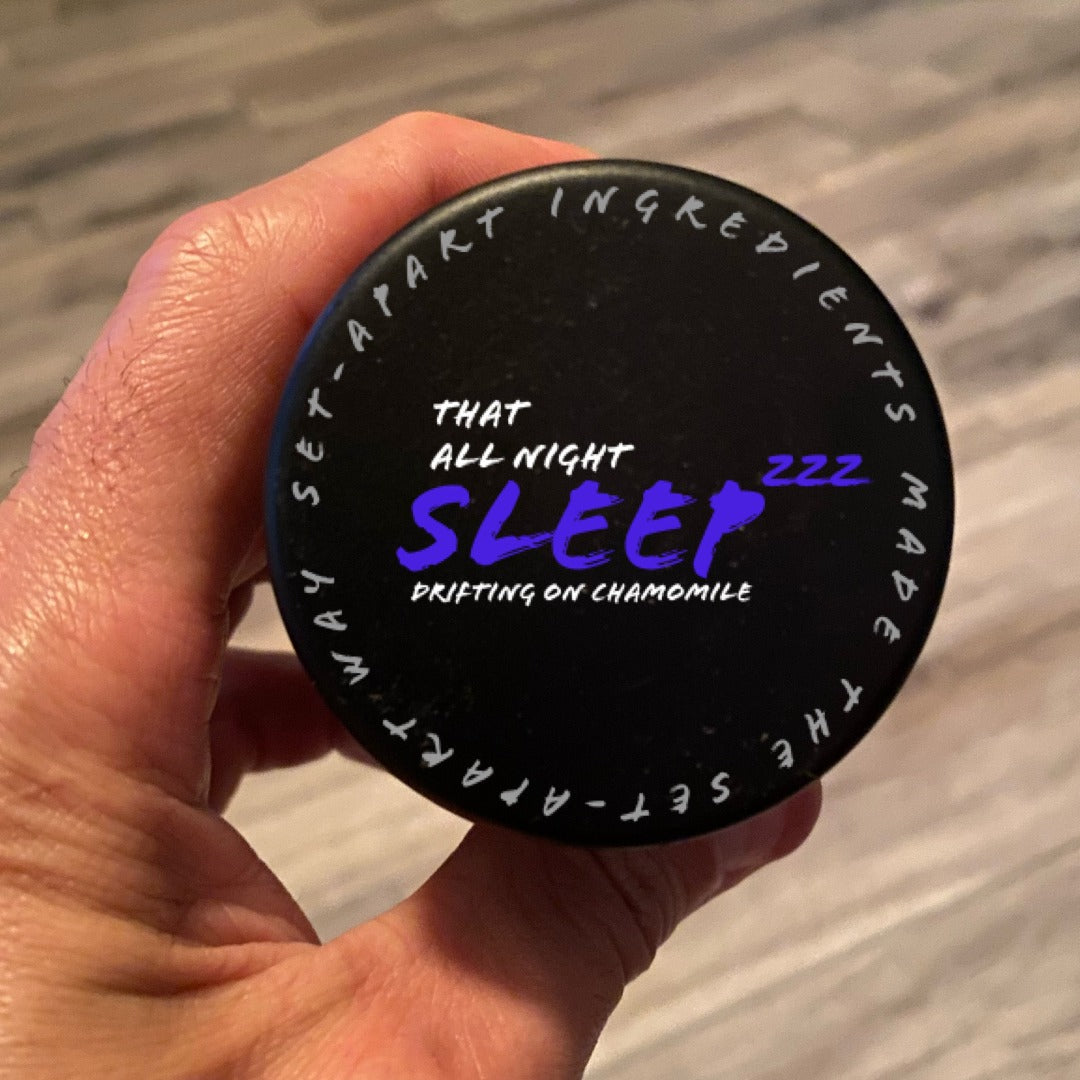 SET-APART INGREDIENTS MADE THE SET-APART WAY
THAT
ALL NIGHT
SLEEP ZZZ
DRIFTING ON CHAMOMILE